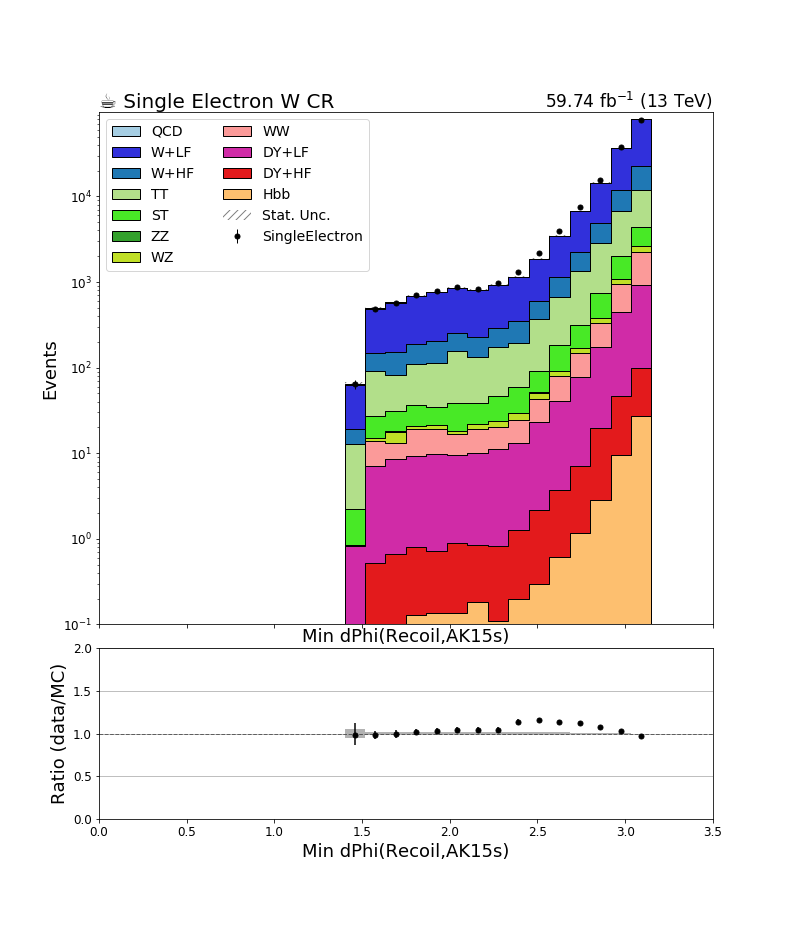 ☕ Single Electron W CR
59.74 fb⁻¹ (13 TeV)
QCD
W+LF
W+HF
TT
ST
ZZ
WZ
WW
DY+LF
DY+HF
Hbb
Stat. Unc.
SingleElectron
Events
10⁴
10³
10²
10¹
10⁰
10⁻¹
Min dPhi(Recoil,AK15s)
Ratio (data/MC)
2.0
1.5
1.0
0.5
0.0
0.0 0.5 1.0 1.5 2.0 2.5 3.0 3.5
Min dPhi(Recoil,AK15s)